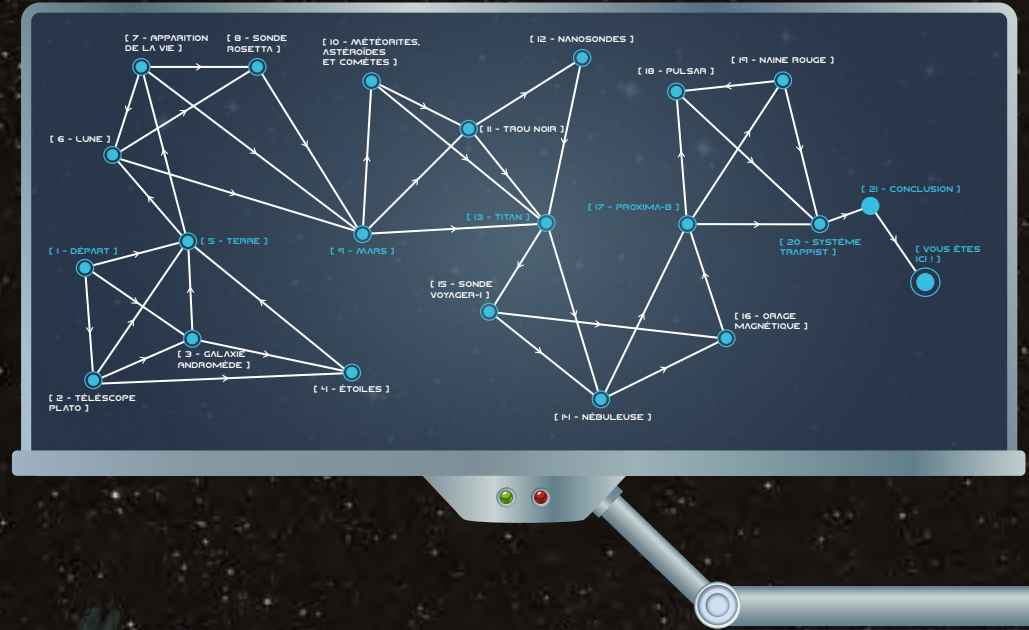 [ 7 - APPARITION
DE LA VIE ]
[ 8 - SONDE
ROSETTA ]
[ 10 - MÉTÉORITES,
ASTÉROÏDES
ET COMÈTES ]
[ 12 - NANOSONDES ]
[ 18 - PULSAR ]
[ 19 - NAINE ROUGE ]
[ 6 - LUNE ]
[ 11 - TROU NOIR ]
[ 21 - CONCLUSION ]
[ 17 - PROXIMA-B ]
[ 13 - TITAN ]
[ 1 - DÉPART ]
[ 5 - TERRE ]
[ 9 - MARS ]
[ 20 - SYSTÈME
TRAPPIST ]
[ VOUS ÊTES
ICI ! ]
[ 15 - SONDE
VOYAGER-1 ]
[ 16 - ORAGE
MAGNÉTIQUE ]
[ 3 - GALAXIE
ANDROMÈDE ]
[ 4 - ÉTOILES ]
[ 2 - TÉLÉSCOPE
PLATO ]
[ 14 - NÉBULEUSE ]